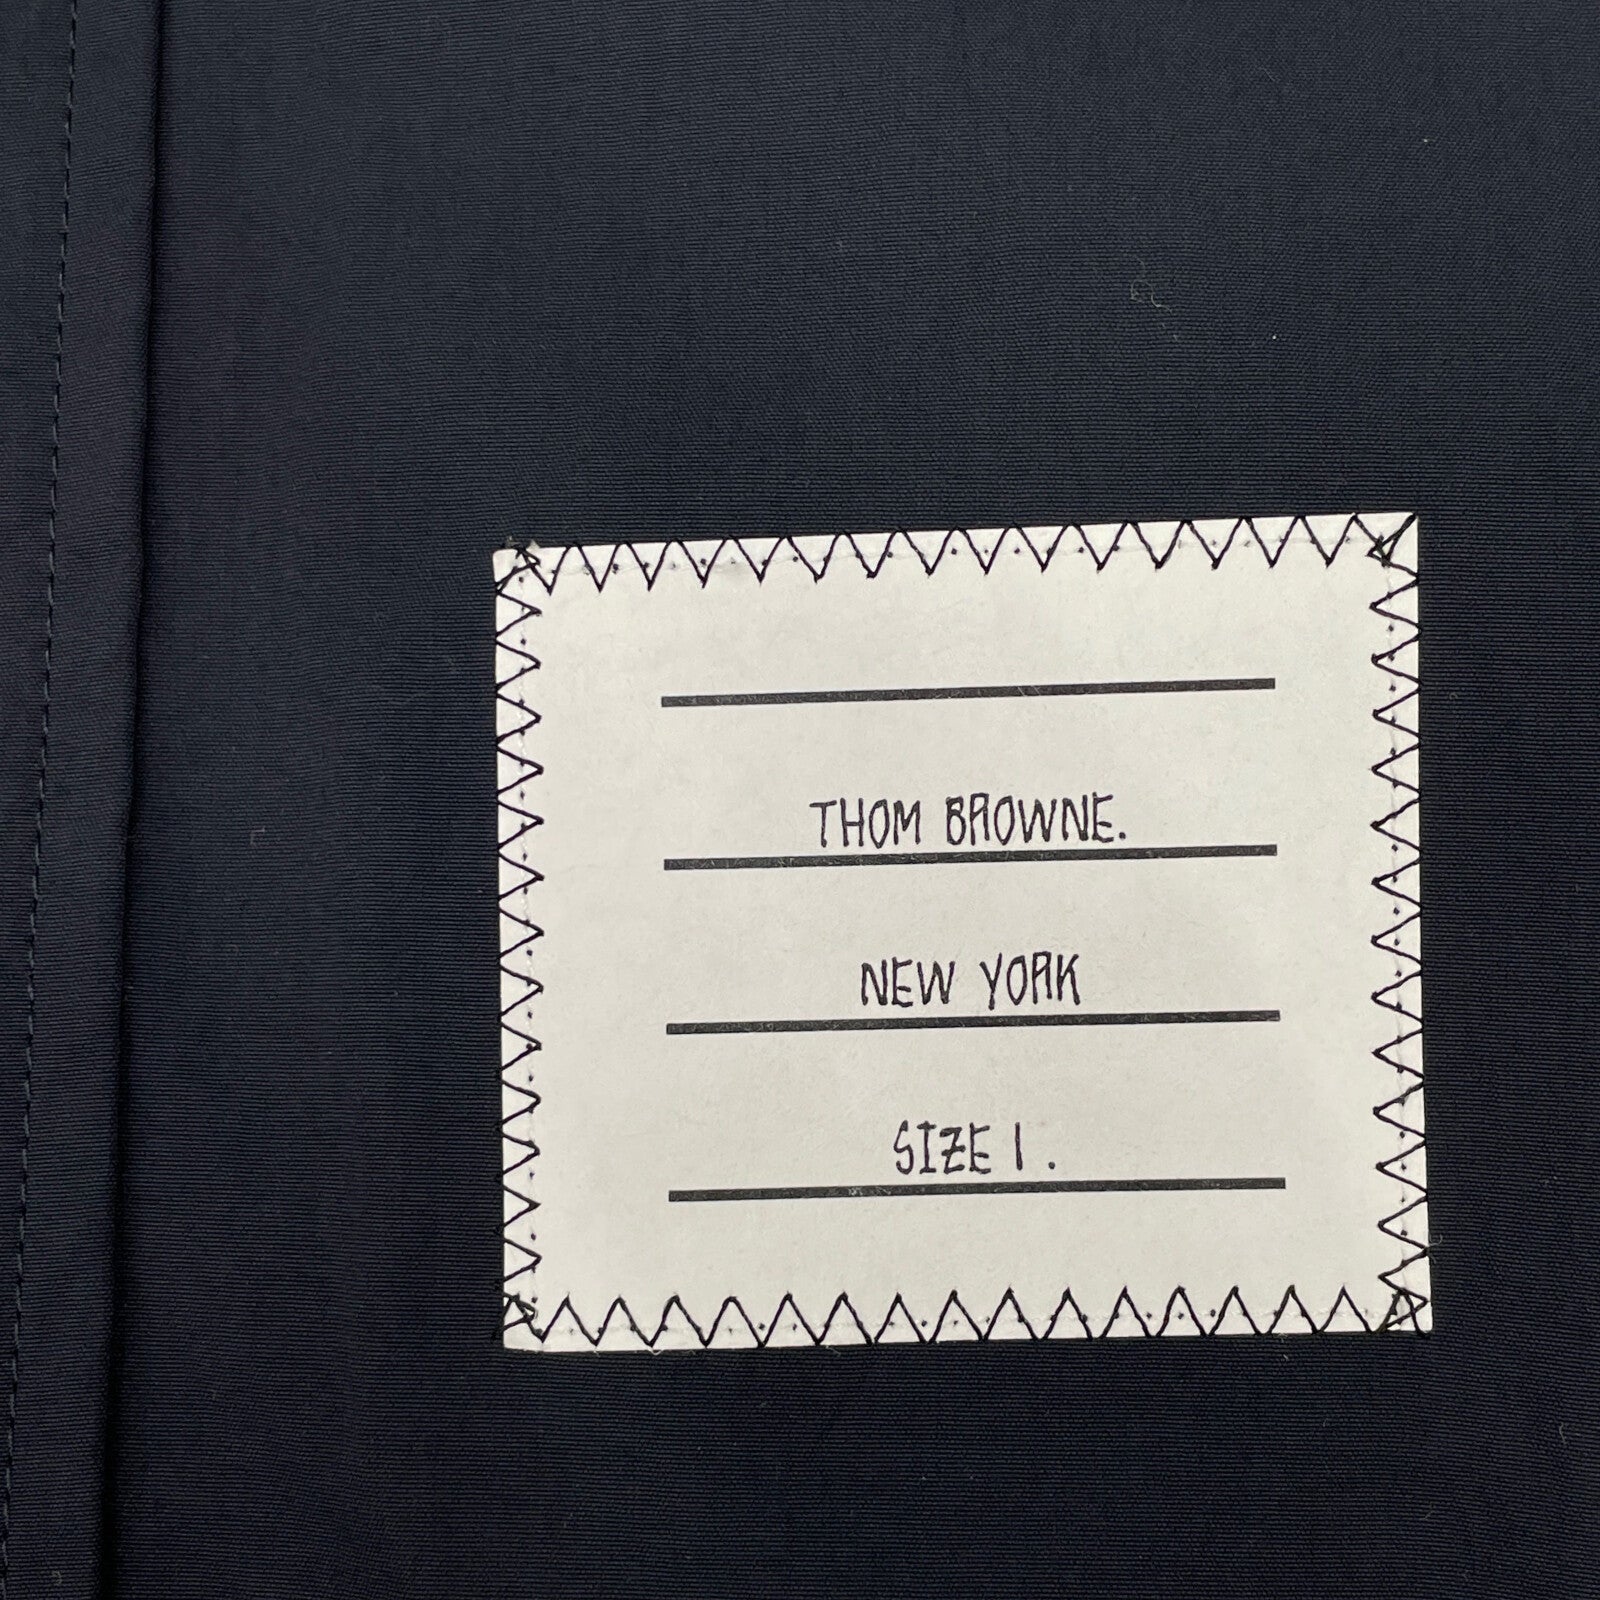 THOM BROWNE.
NEW YORK
SIZE 1.